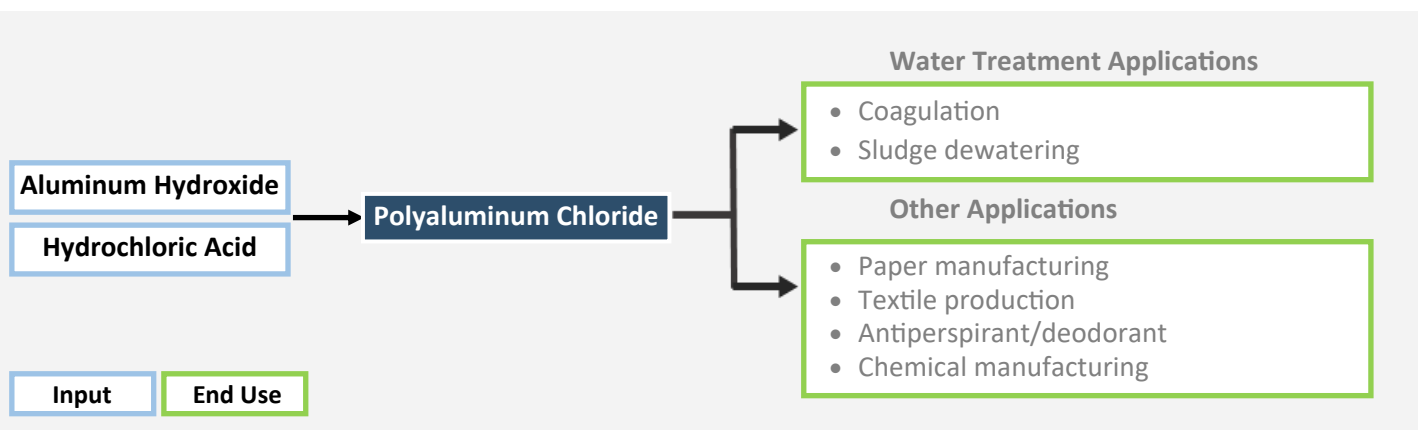 Water Treatment Applications
• Coagulation
• Sludge dewatering
Aluminum Hydroxide
Hydrochloric Acid
Polyaluminum Chloride
Other Applications
• Paper manufacturing
• Textile production
• Antiperspirant/deodorant
• Chemical manufacturing
Input
End Use